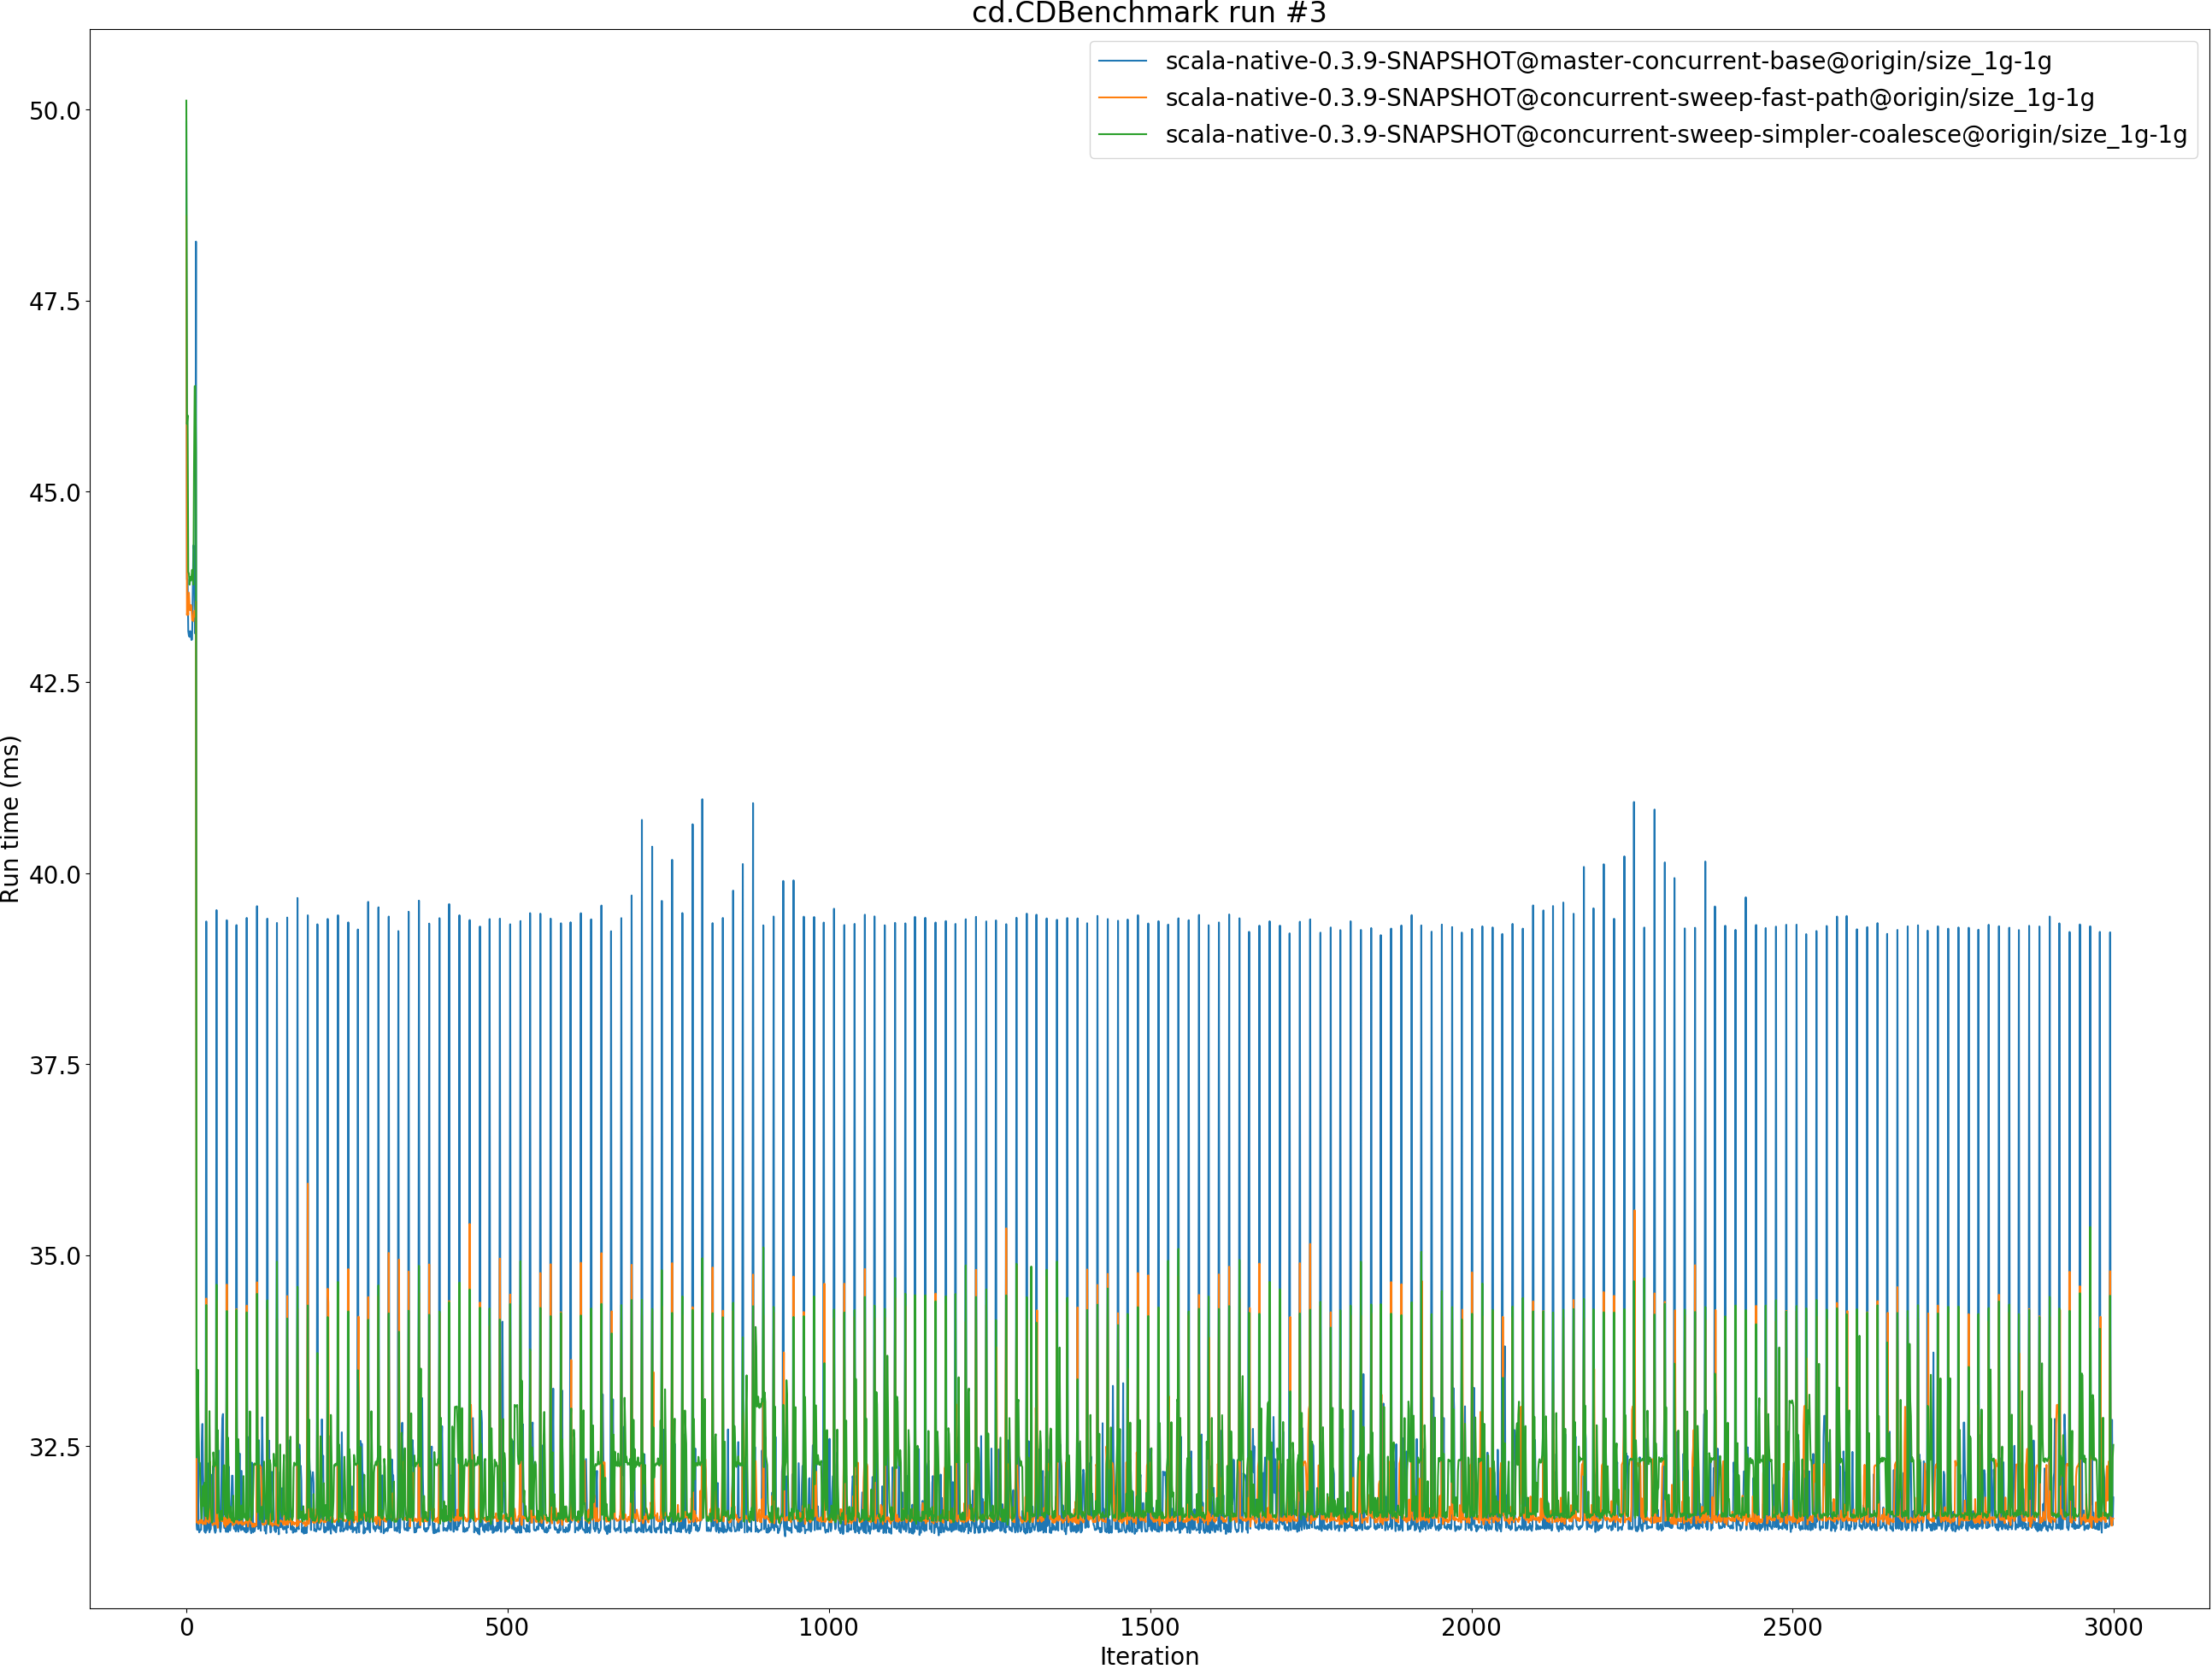 cd.CDBenchmark run #3
scala-native-0.3.9-SNAPSHOT@master-concurrent-base@origin/size_1g-1g
scala-native-0.3.9-SNAPSHOT@concurrent-sweep-fast-path@origin/size_1g-1g
scala-native-0.3.9-SNAPSHOT@concurrent-sweep-simpler-coalesce@origin/size_1g-1g
Run time (ms)
50.0
47.5
45.0
42.5
40.0
37.5
35.0
32.5
0
500
1000
1500
2000
2500
3000
Iteration